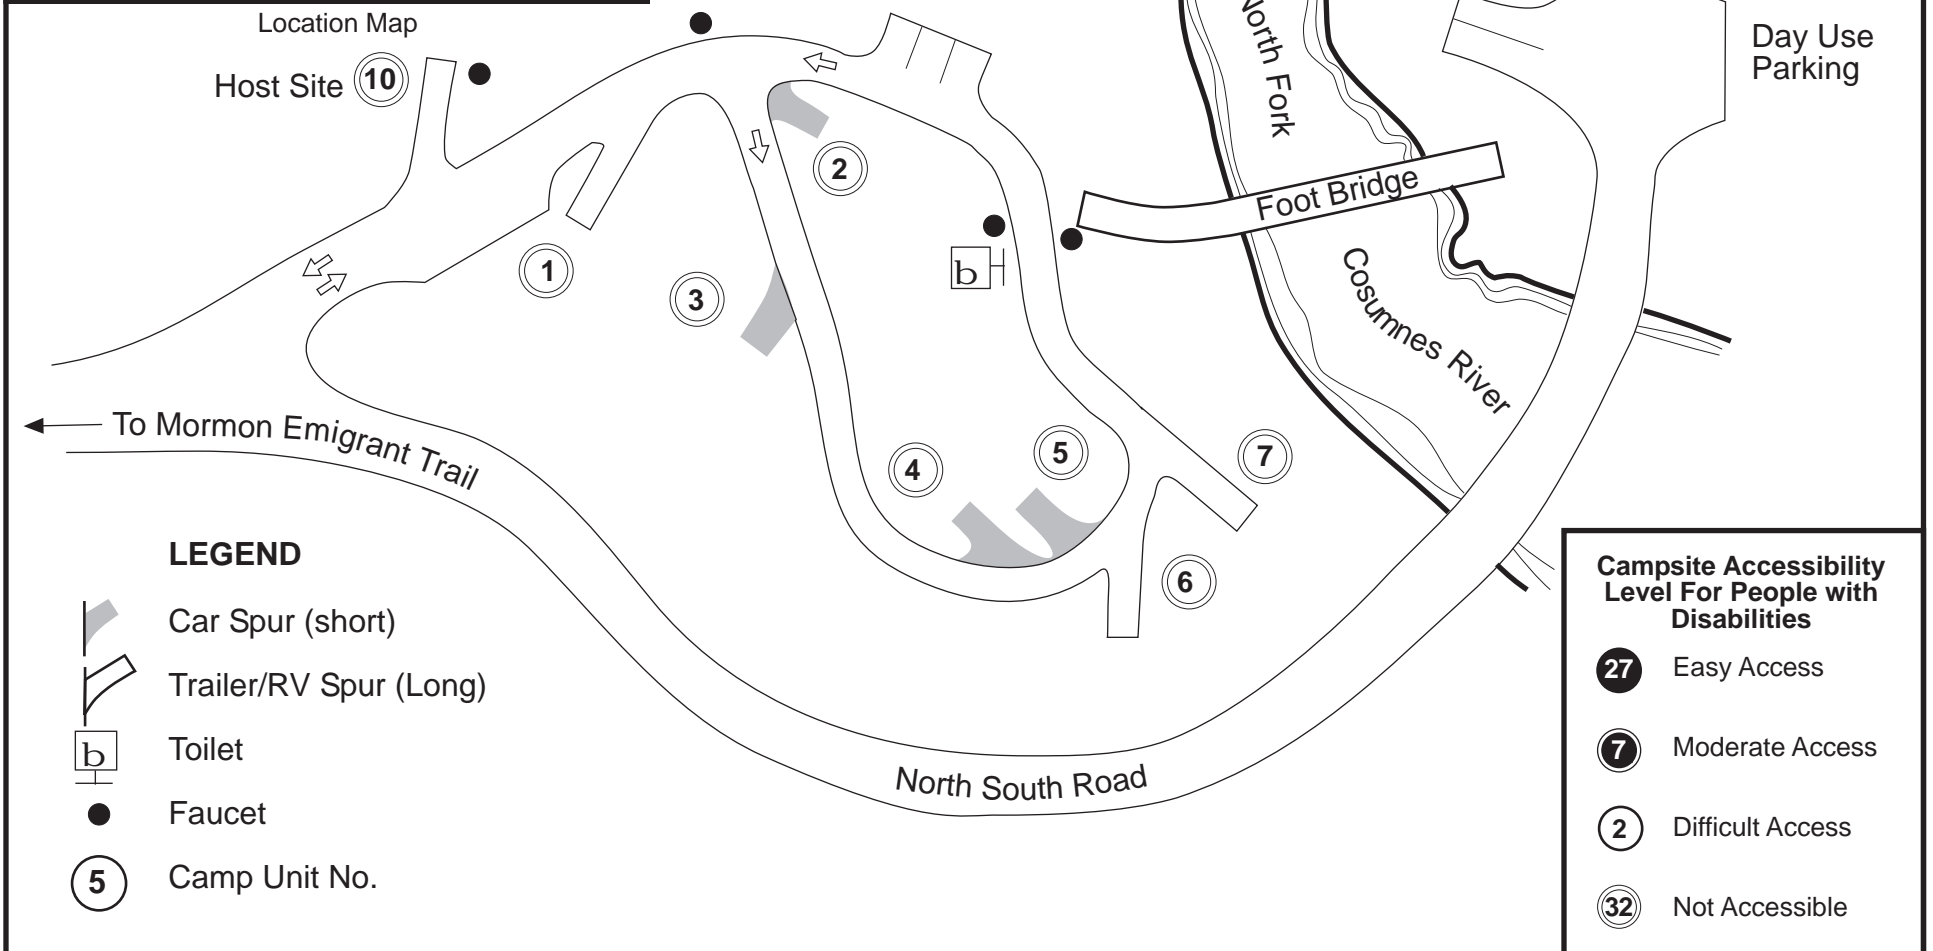 Location Map
Host Site 10
Day Use
Parking
North Fork
2
Foot Bridge
b
1
3
Cosumnes River
To Mormon Emigrant Trail
4
5
7
6
North South Road
LEGEND
Car Spur (short)
Trailer/RV Spur (Long)
b Toilet
Faucet
5 Camp Unit No.
Campsite Accessibility
Level For People with
Disabilities
27 Easy Access
7 Moderate Access
2 Difficult Access
32 Not Accessible